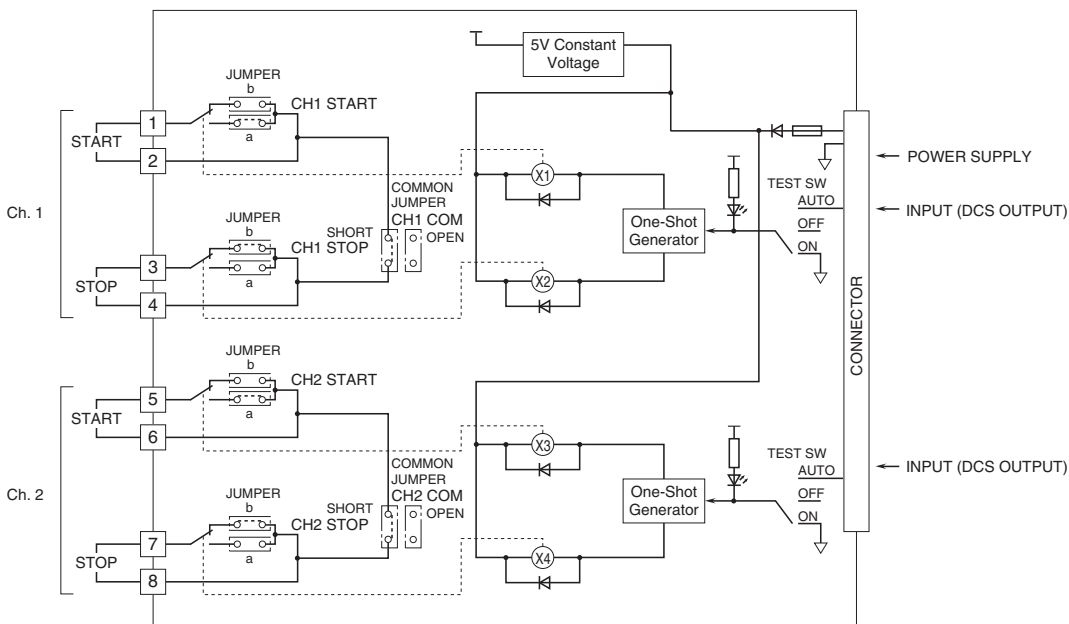 5V Constant
Voltage
JUMPER
b
CH1 START
a
1
START
2
Ch. 1
COMMON
JUMPER
CH1 COM
SHORT
OPEN
JUMPER
b
CH1 STOP
a
3
STOP
4
X1
X2
One-Shot
Generator
TEST SW
AUTO
OFF
ON
CONNECTOR
POWER SUPPLY
INPUT (DCS OUTPUT)
JUMPER
b
CH2 START
a
5
START
6
Ch. 2
COMMON
JUMPER
CH2 COM
SHORT
OPEN
JUMPER
b
CH2 STOP
a
7
STOP
8
X3
X4
One-Shot
Generator
TEST SW
AUTO
OFF
ON
INPUT (DCS OUTPUT)